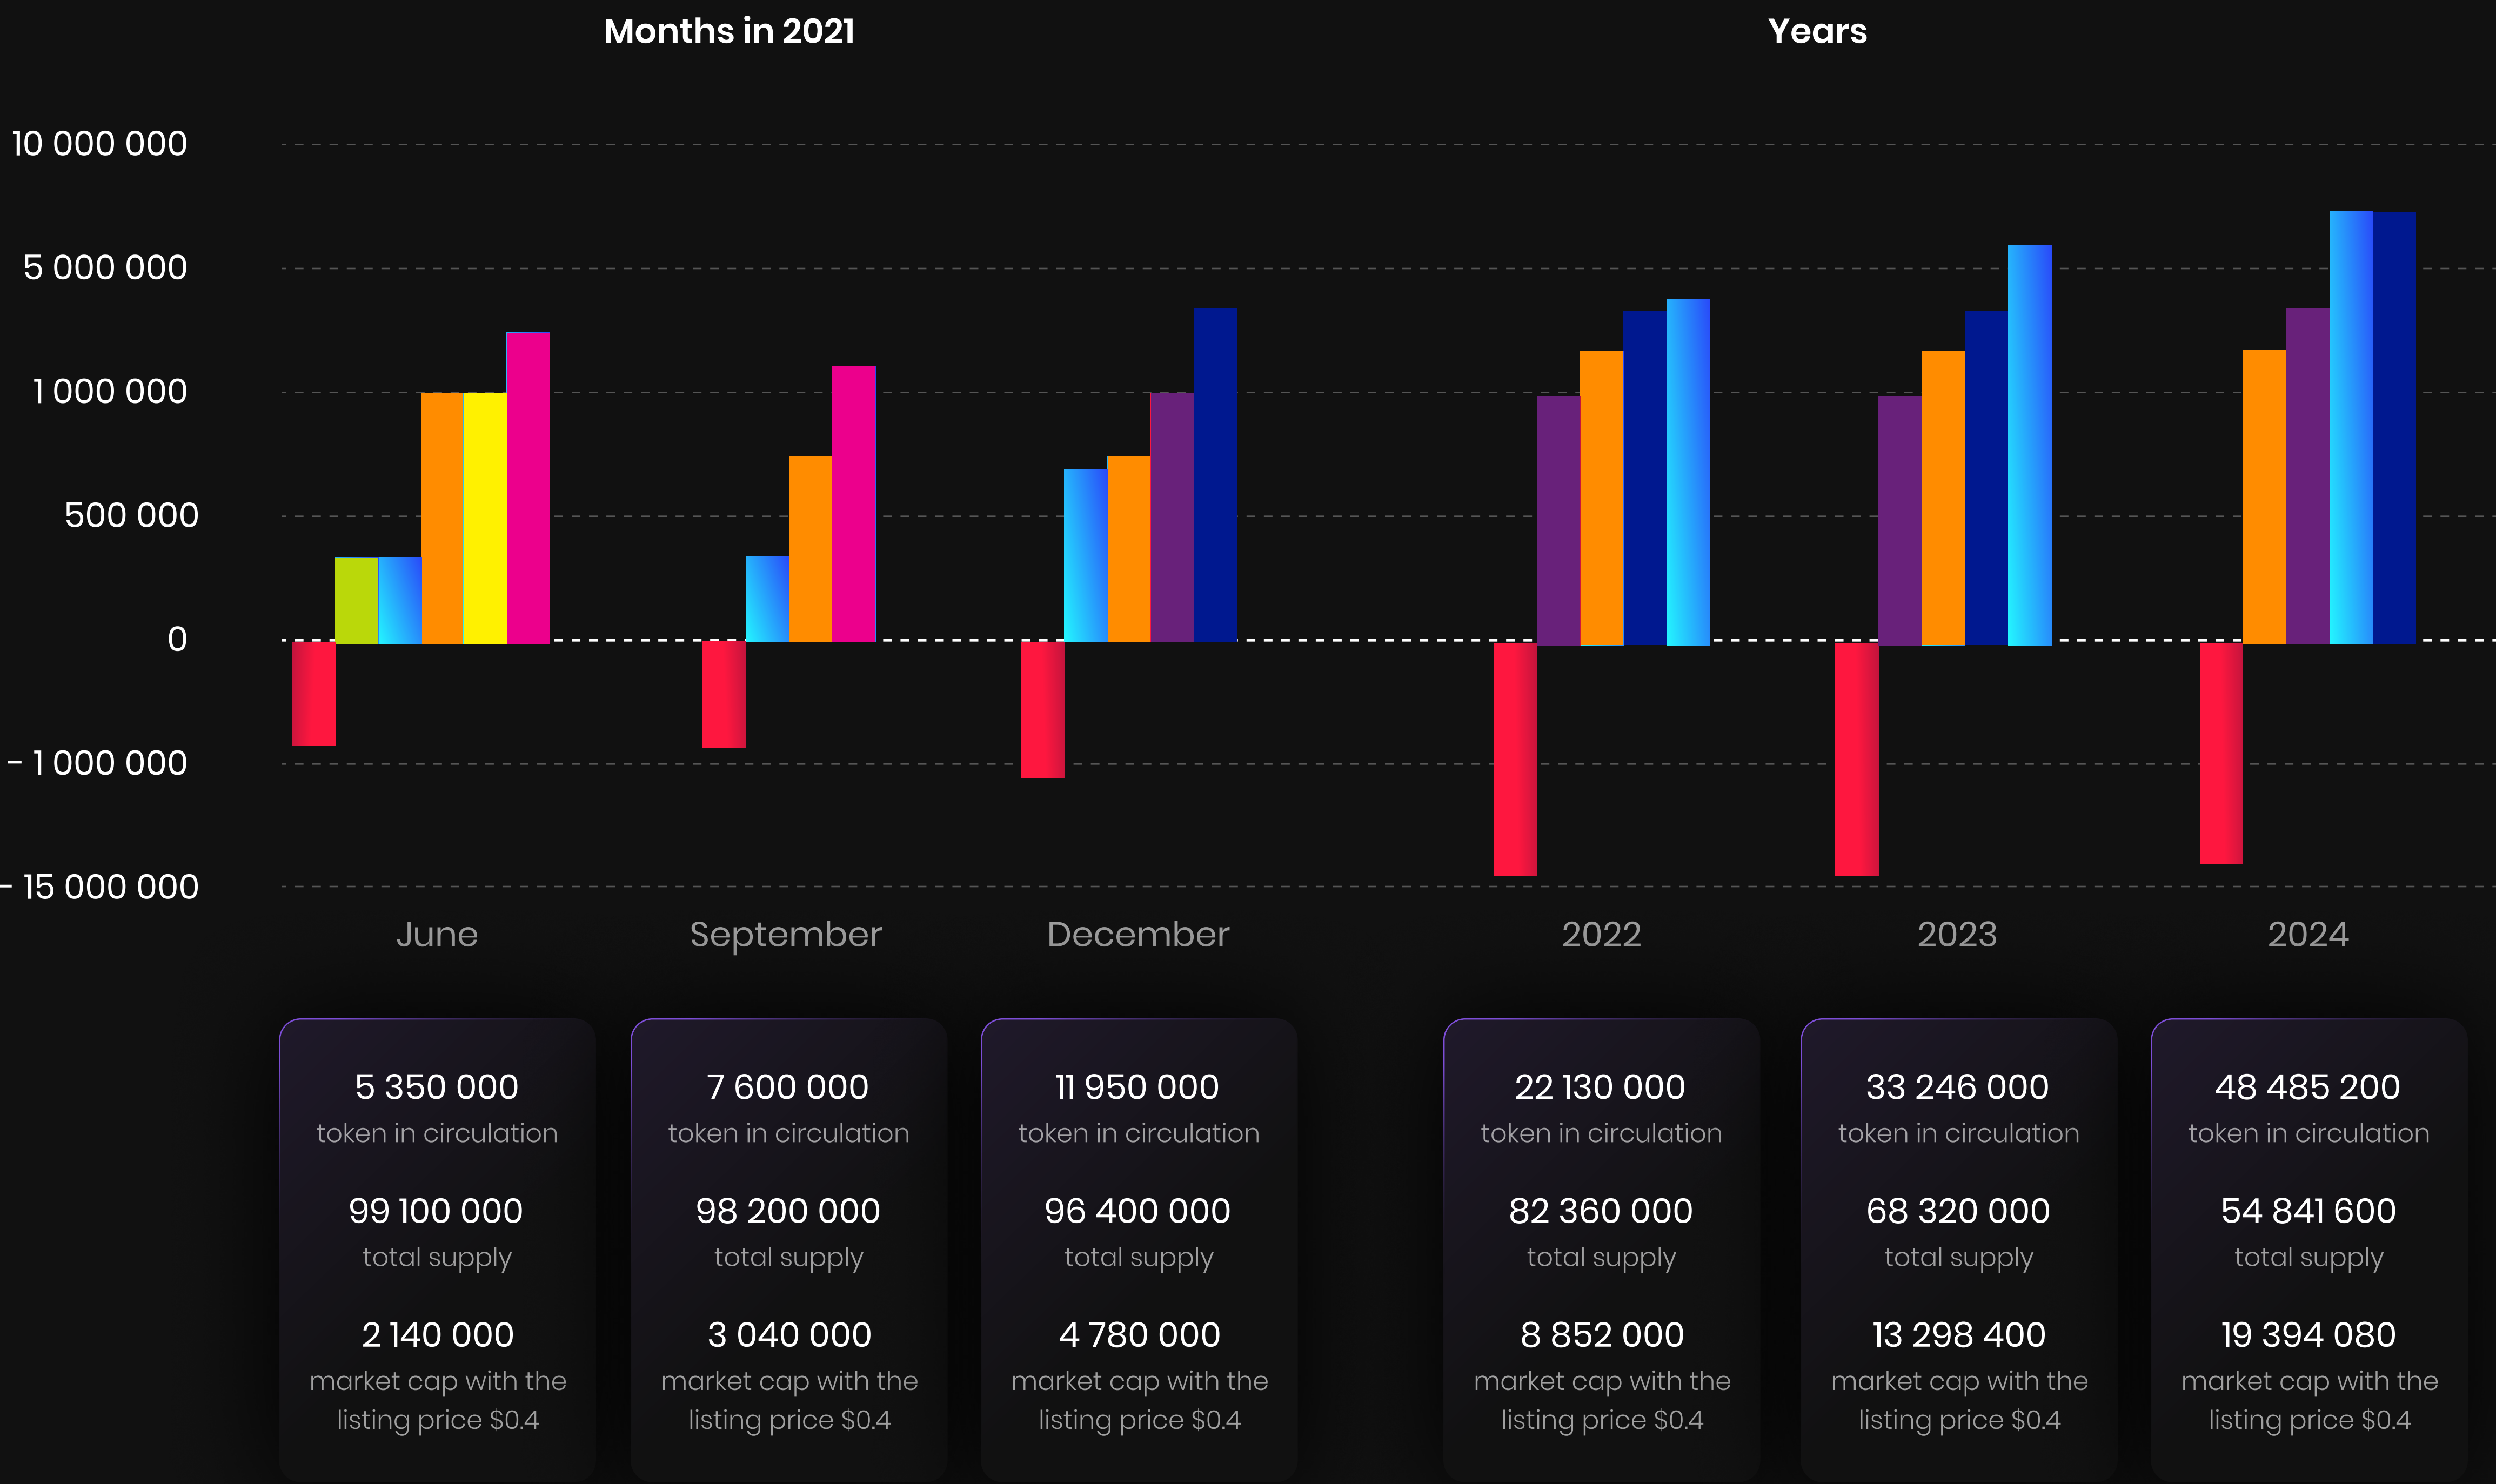 Months in 2021
Years
10 000 000
5 000 000
1 000 000
500 000
0
- 1 000 000
- 15 000 000
June
September
December
2022
2023
2024
5 350 000
token in circulation
99 100 000
total supply
2 140 000
market cap with the
listing price $0.4
7 600 000
token in circulation
98 200 000
total supply
3 040 000
market cap with the
listing price $0.4
11 950 000
token in circulation
96 400 000
total supply
4 780 000
market cap with the
listing price $0.4
22 130 000
token in circulation
82 360 000
total supply
8 852 000
market cap with the
listing price $0.4
33 246 000
token in circulation
68 320 000
total supply
13 298 400
market cap with the
listing price $0.4
48 485 200
token in circulation
54 841 600
total supply
19 394 080
market cap with the
listing price $0.4